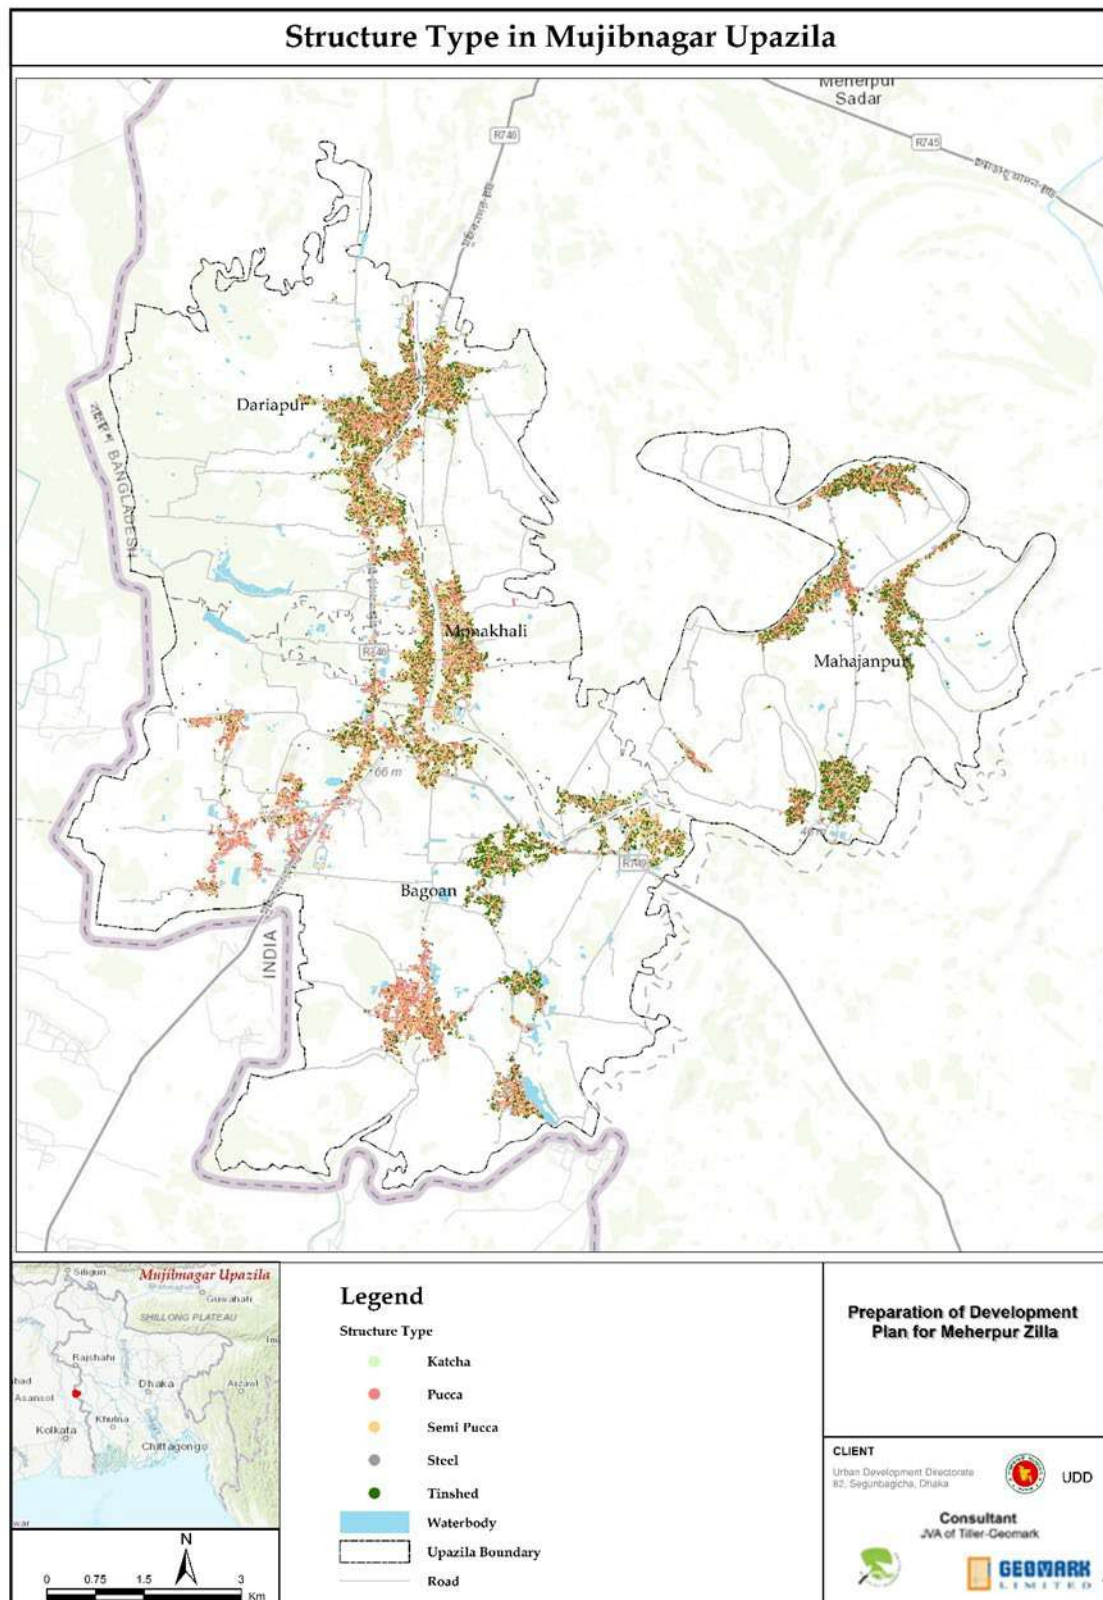 Structure Type in Mujibnagar Upazila
Meherpur
Sadar
R746
R745
Dariapur
BANGLADESH
Monakhali
R746
Mahajanpur
66 m
R749
Bagoan
INDIA
Mujibnagar Upazila
Siliguri
Guwahati
SHILLONG PLATEAU
Rajshahi
Dhaka
Aizawl
Asansol
Khulna
Kolkata
Chittagong
N
0 0.75 1.5 3
Km
Legend
Structure Type
Katcha
Pucca
Semi Pucca
Steel
Tinshed
Waterbody
Upazila Boundary
Road
Preparation of Development
Plan for Meherpur Zilla
CLIENT
Urban Development Directorate
82, Segunbagicha, Dhaka
UDD
Consultant
JVA of Tiller-Geomark
GEOMARK
LIMITED